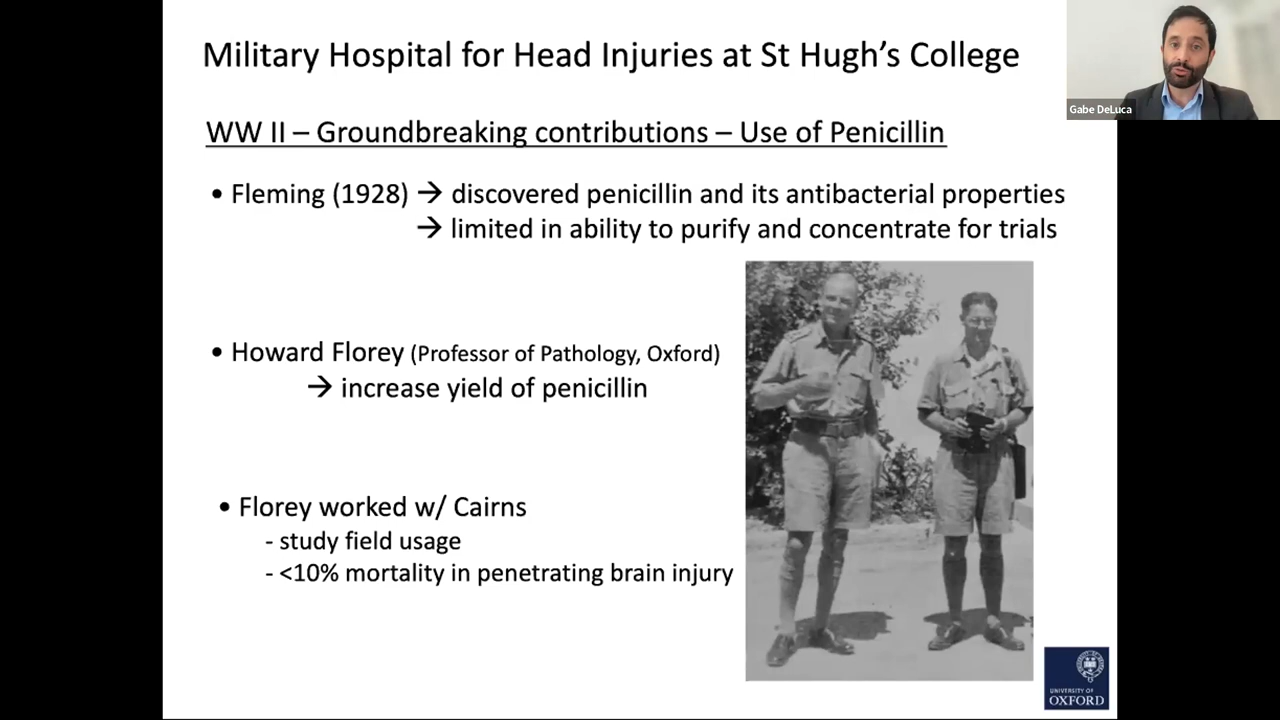 Military Hospital for Head Injuries at St Hugh’s College
Gabe DeLuca
WW II – Groundbreaking contributions – Use of Penicillin
• Fleming (1928) → discovered penicillin and its antibacterial properties
→ limited in ability to purify and concentrate for trials
• Howard Florey (Professor of Pathology, Oxford)
→ increase yield of penicillin
• Florey worked w/ Cairns
- study field usage
- <10% mortality in penetrating brain injury
UNIVERSITY OF
OXFORD